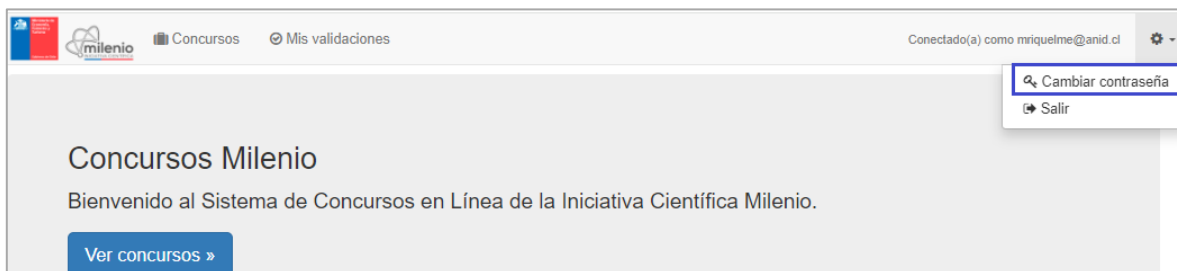 milenio
Concursos
Mis validaciones
Conectado(a) como mriquelme@anid.cl
Cambiar contraseña
Salir
Concursos Milenio
Bienvenido al Sistema de Concursos en Línea de la Iniciativa Científica Milenio.
Ver concursos »